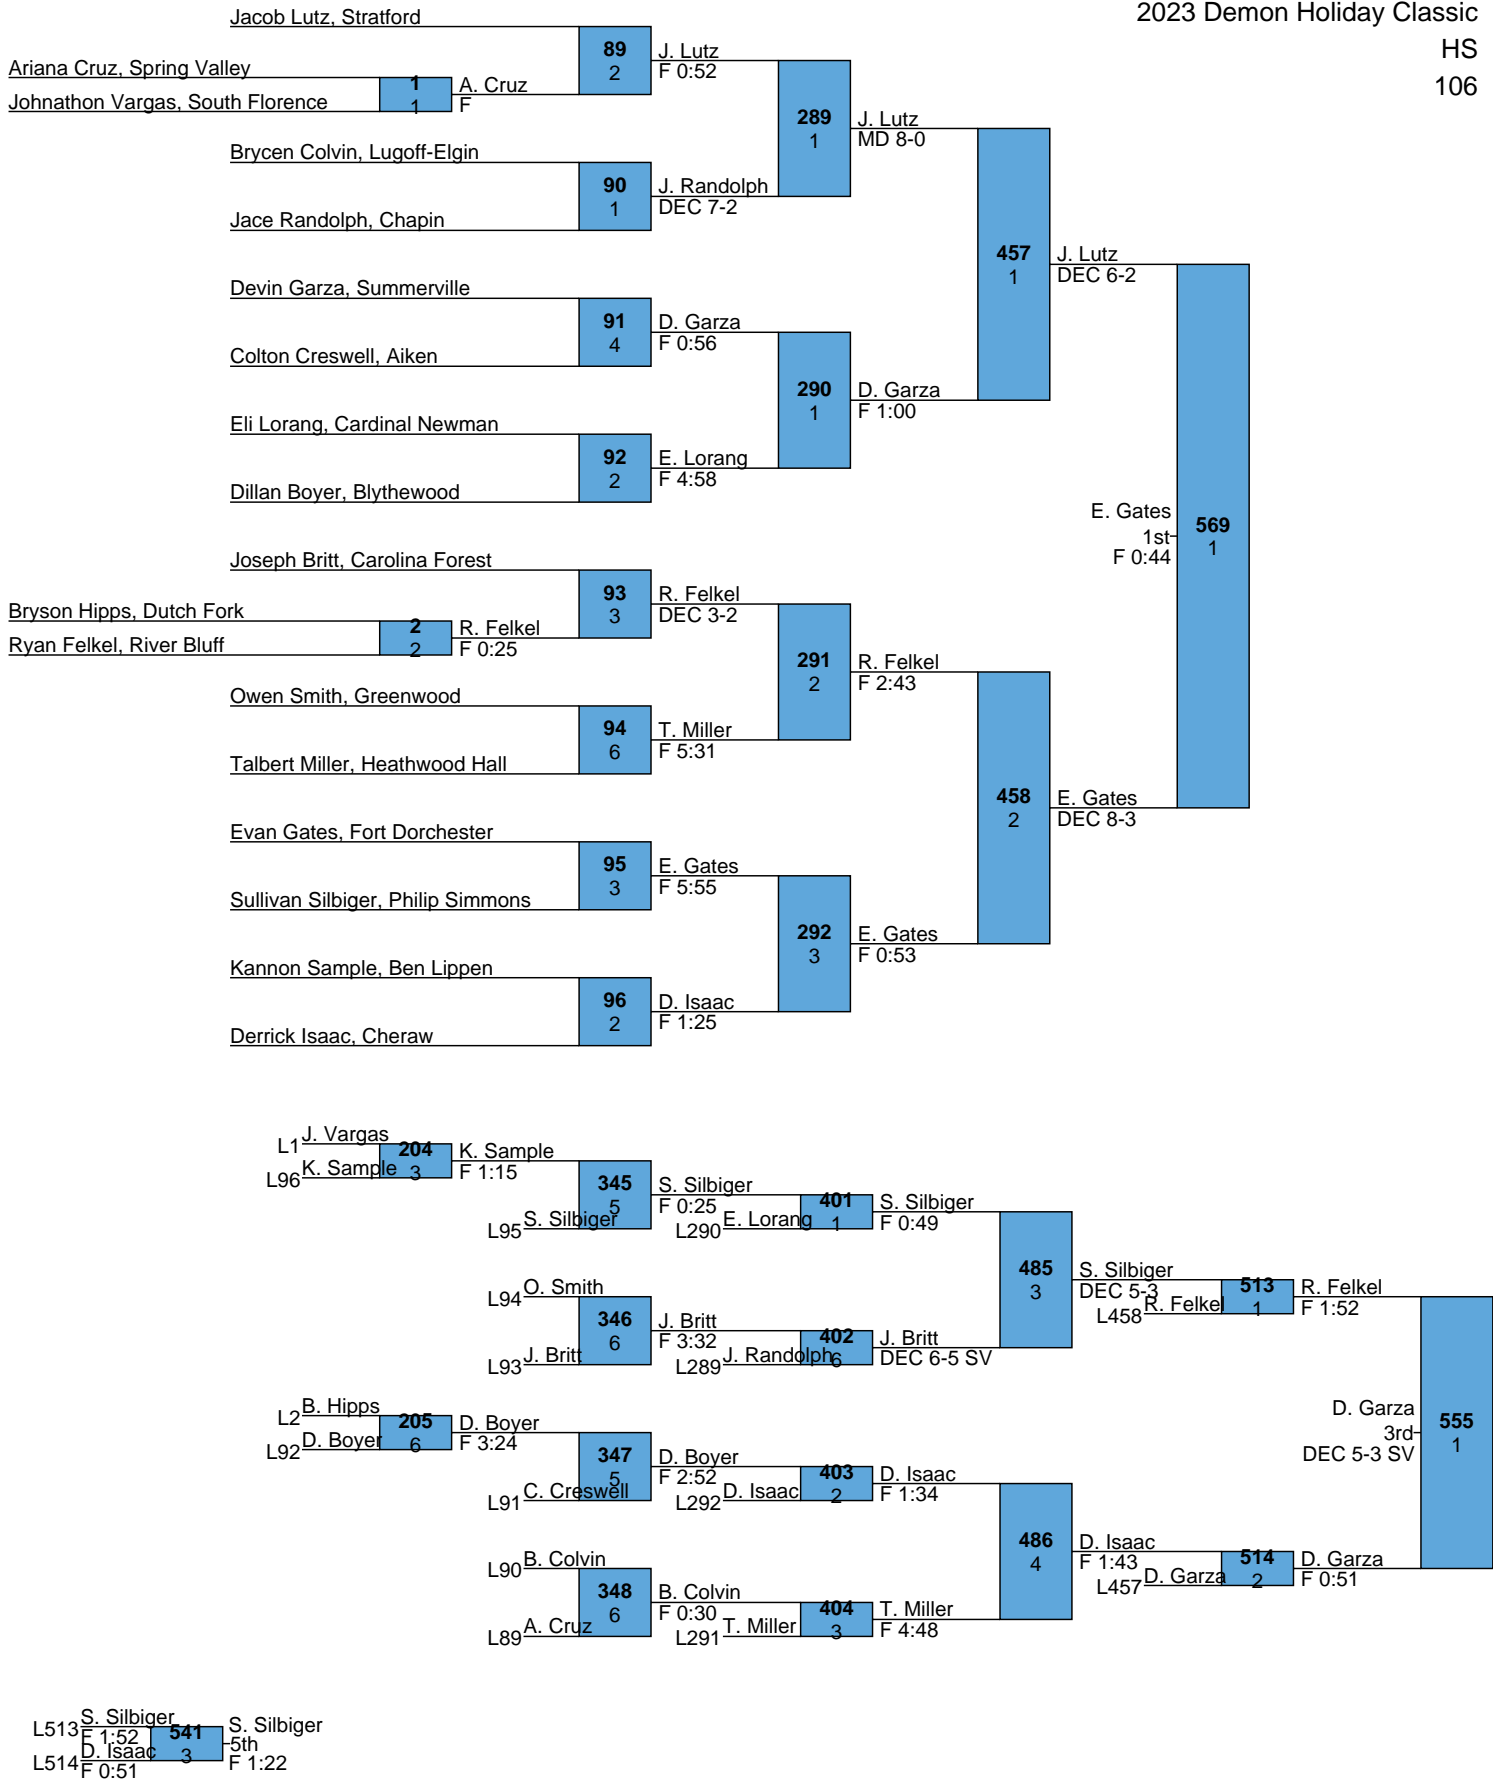 2023 Demon Holiday Classic
HS
106
Jacob Lutz, Stratford
89
2
J. Lutz
F 0:52
Ariana Cruz, Spring Valley
1
1
A. Cruz
F
Johnathon Vargas, South Florence
289
1
J. Lutz
MD 8-0
Brycen Colvin, Lugoff-Elgin
90
1
J. Randolph
DEC 7-2
Jace Randolph, Chapin
457
1
J. Lutz
DEC 6-2
Devin Garza, Summerville
91
4
D. Garza
F 0:56
Colton Creswell, Aiken
290
1
D. Garza
F 1:00
Eli Lorang, Cardinal Newman
92
2
E. Lorang
F 4:58
Dillan Boyer, Blythewood
E. Gates
1st
F 0:44
569
1
Joseph Britt, Carolina Forest
93
3
R. Felkel
DEC 3-2
Bryson Hipps, Dutch Fork
2
2
R. Felkel
F 0:25
Ryan Felkel, River Bluff
291
2
R. Felkel
F 2:43
Owen Smith, Greenwood
94
6
T. Miller
F 5:31
Talbert Miller, Heathwood Hall
458
2
E. Gates
DEC 8-3
Evan Gates, Fort Dorchester
95
3
E. Gates
F 5:55
Sullivan Silbiger, Philip Simmons
292
3
E. Gates
F 0:53
Kannon Sample, Ben Lippen
96
2
D. Isaac
F 1:25
Derrick Isaac, Cheraw
L1 J. Vargas
204
3
K. Sample
F 1:15
L96 K. Sample
345
5
S. Silbiger
F 0:25
L95 S. Silbiger
401
1
S. Silbiger
F 0:49
L290 E. Lorang
485
3
S. Silbiger
DEC 5-3
L94 O. Smith
346
6
J. Britt
F 3:32
L93 J. Britt
402
6
J. Britt
DEC 6-5 SV
L289 J. Randolph
L458 R. Felkel
513
1
R. Felkel
F 1:52
L2 B. Hipps
205
6
D. Boyer
F 3:24
L92 D. Boyer
347
5
D. Boyer
F 2:52
L91 C. Creswell
403
2
D. Isaac
F 1:34
L292 D. Isaac
D. Garza
3rd
DEC 5-3 SV
555
1
486
4
D. Isaac
F 1:43
L90 B. Colvin
348
6
B. Colvin
F 0:30
L89 A. Cruz
404
3
T. Miller
F 4:48
L291 T. Miller
L457 D. Garza
514
2
D. Garza
F 0:51
L513 S. Silbiger
F 1:52
541
3
S. Silbiger
5th
F 1:22
L514 D. Isaac
F 0:51